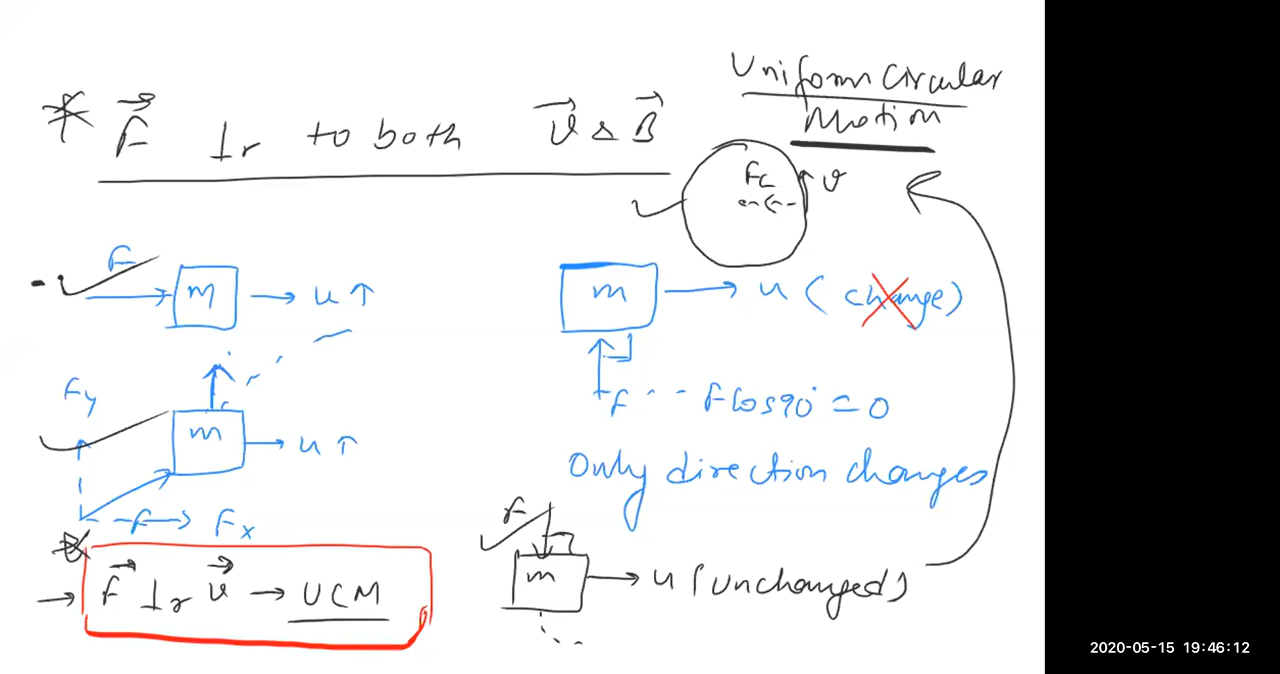 Uniform Circular
Motion
* F ⊥r to both v & B
Fc v
F
m u ↑
m u (change)
Fy
m u ↑
F - - F cos90° = 0
Only direction changes
F Fx
F
m u (unchanged)
→ F ⊥r v → UCM
2020-05-15 19:46:12